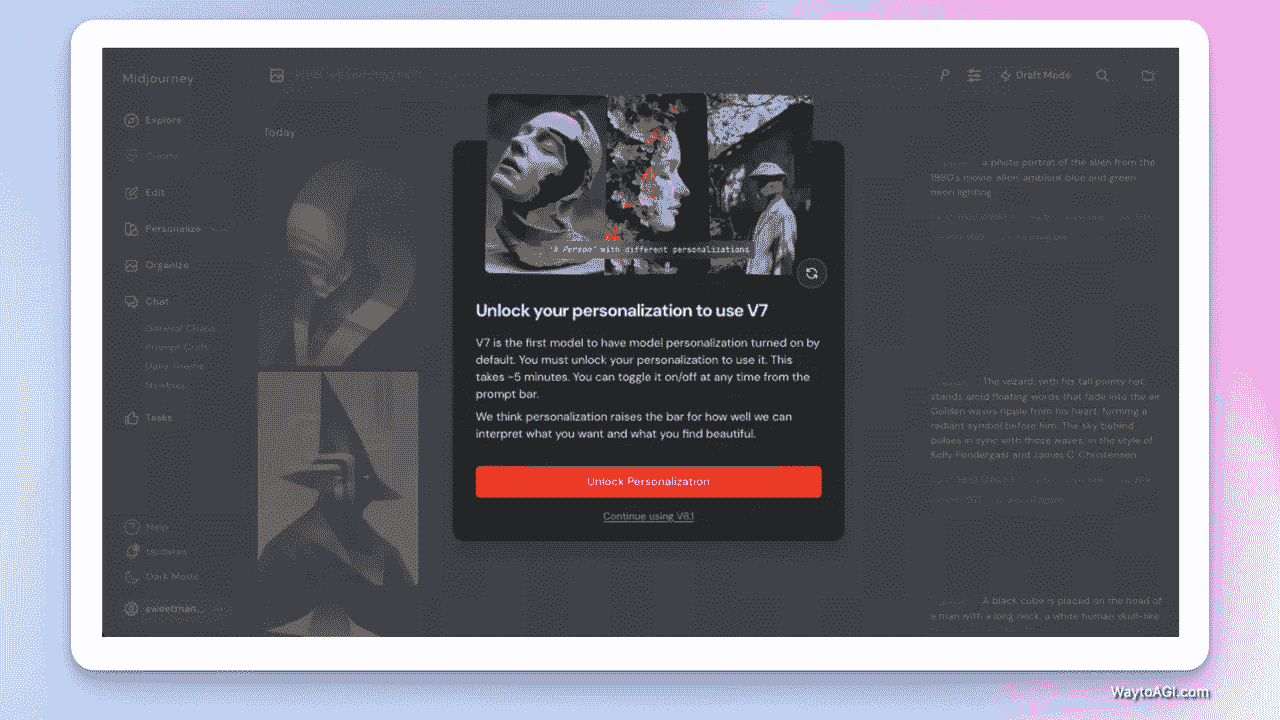 Midjourney
Draft Mode
Explore
Today
Create
Edit
Personalize
Organize
Chat
General Chaos
Prompt Craft
Daily Theme
Newbies
Tasks
Help
Updates
Dark Mode
sweetman...
'A Person' with different personalizations
Unlock your personalization to use V7
V7 is the first model to have model personalization turned on by
default. You must unlock your personalization to use it. This
takes ~5 minutes. You can toggle it on/off at any time from the
prompt bar.
We think personalization raises the bar for how well we can
interpret what you want and what you find beautiful.
Unlock Personalization
Continue using V6.1
a photo portrait of the alien from the
1980's movie alien, ambient blue and green
neon lighting
The wizard, with his tall pointy hat,
stands amid floating words that fade into the air.
Golden waves ripple from his heart, forming a
radiant symbol before him. The sky behind
pulses in sync with those waves, in the style of
Kelly Pendergast and James C. Christensen
A black cube is placed on the head of
a man with a long neck, a white human skull-like
WaytoAGI.com